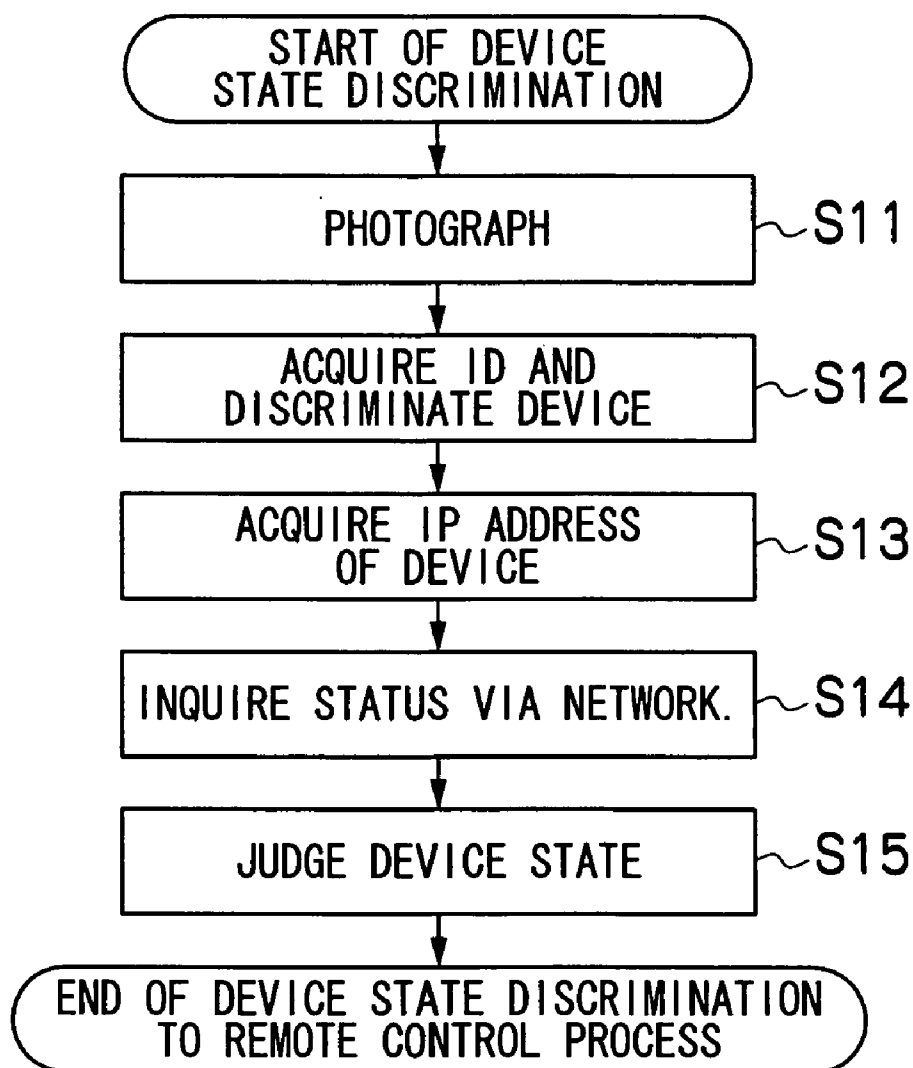 START OF DEVICE
STATE DISCRIMINATION
PHOTOGRAPH
S11
ACQUIRE ID AND
DISCRIMINATE DEVICE
S12
ACQUIRE IP ADDRESS
OF DEVICE
S13
INQUIRE STATUS VIA NETWORK.
S14
JUDGE DEVICE STATE
S15
END OF DEVICE STATE DISCRIMINATION
TO REMOTE CONTROL PROCESS